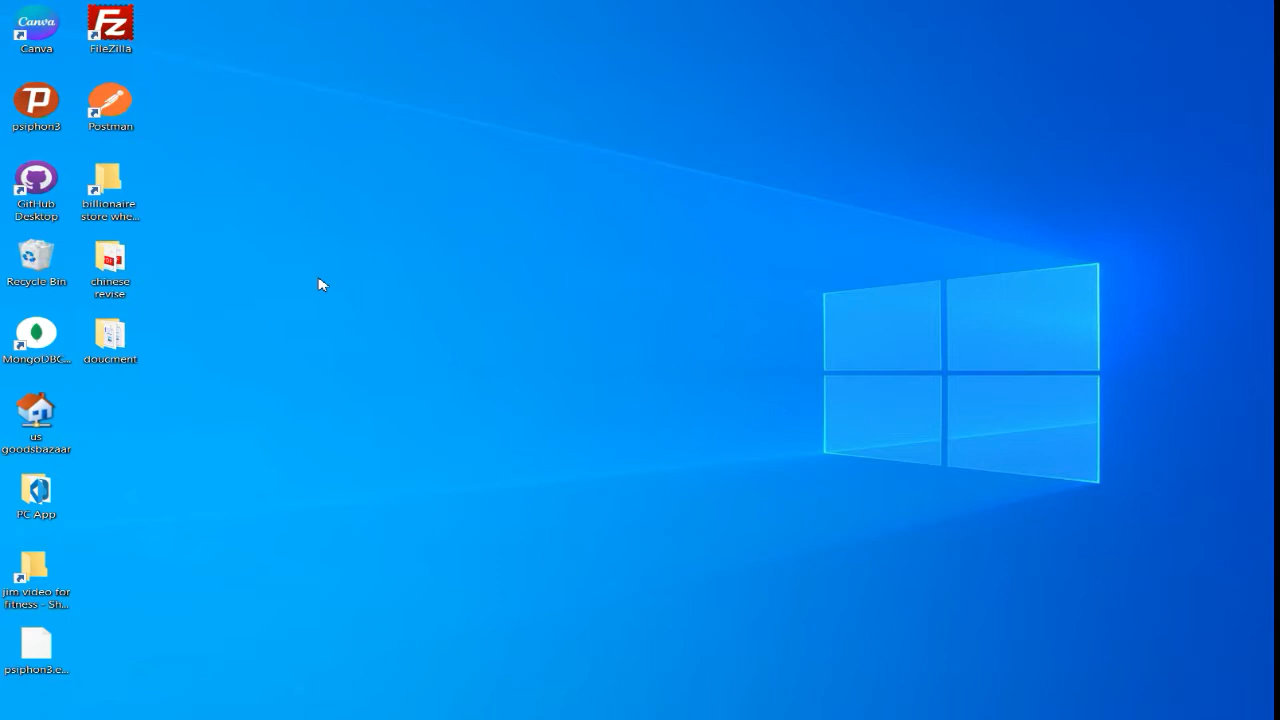 Canva
FileZilla
psiphon3
Postman
GitHub
Desktop
billionaire
store whe...
Recycle Bin
chinese
revise
MongoDBC...
doucment
us
goodsbazaar
PC App
jim video for
fitness - Sh...
psiphon3.e...